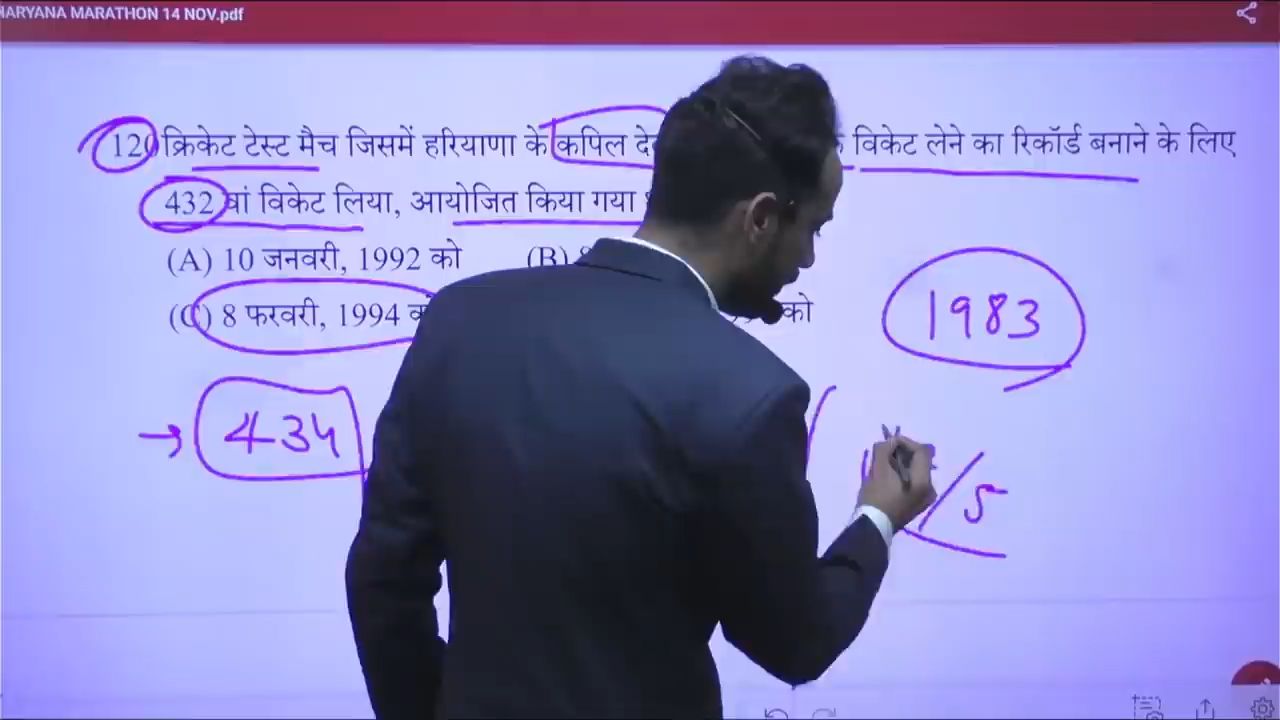 HARYANA MARATHON 14 NOV.pdf
120 क्रिकेट टेस्ट मैच जिसमें हरियाणा के कपिल विकेट लेने का रिकॉर्ड बनाने के लिए
432 वां विकेट लिया, आयोजित किया गया
(A) 10 जनवरी, 1992 को (B)
(C) 8 फरवरी, 1994 को
1983
→ 434
/ 5